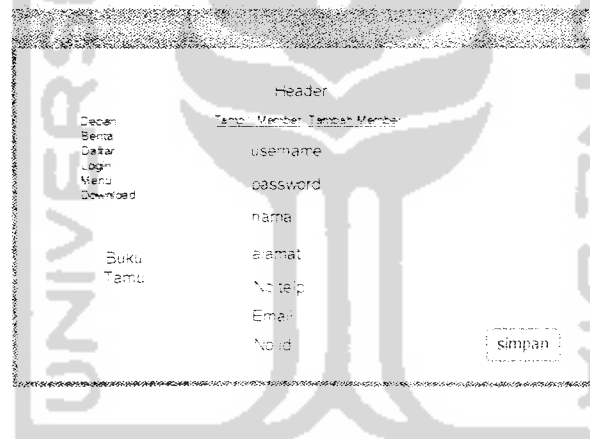 Header
Depan
Berita
Daftar
Login
Menu
Download
Tampil Member Tambah Member
username
password
nama
alamat
No telp
Email
No id
Buku
Tamu
simpan
UNIVERS